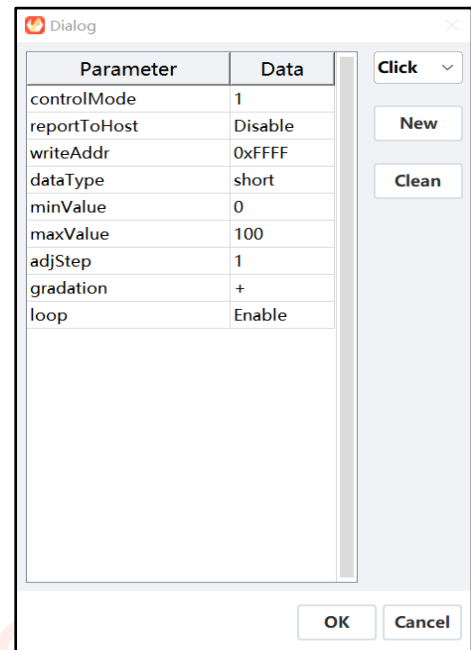 Dialog
Parameter Data
controlMode 1
reportToHost Disable
writeAddr 0xFFFF
dataType short
minValue 0
maxValue 100
adjStep 1
gradation +
loop Enable
Click
New
Clean
OK Cancel